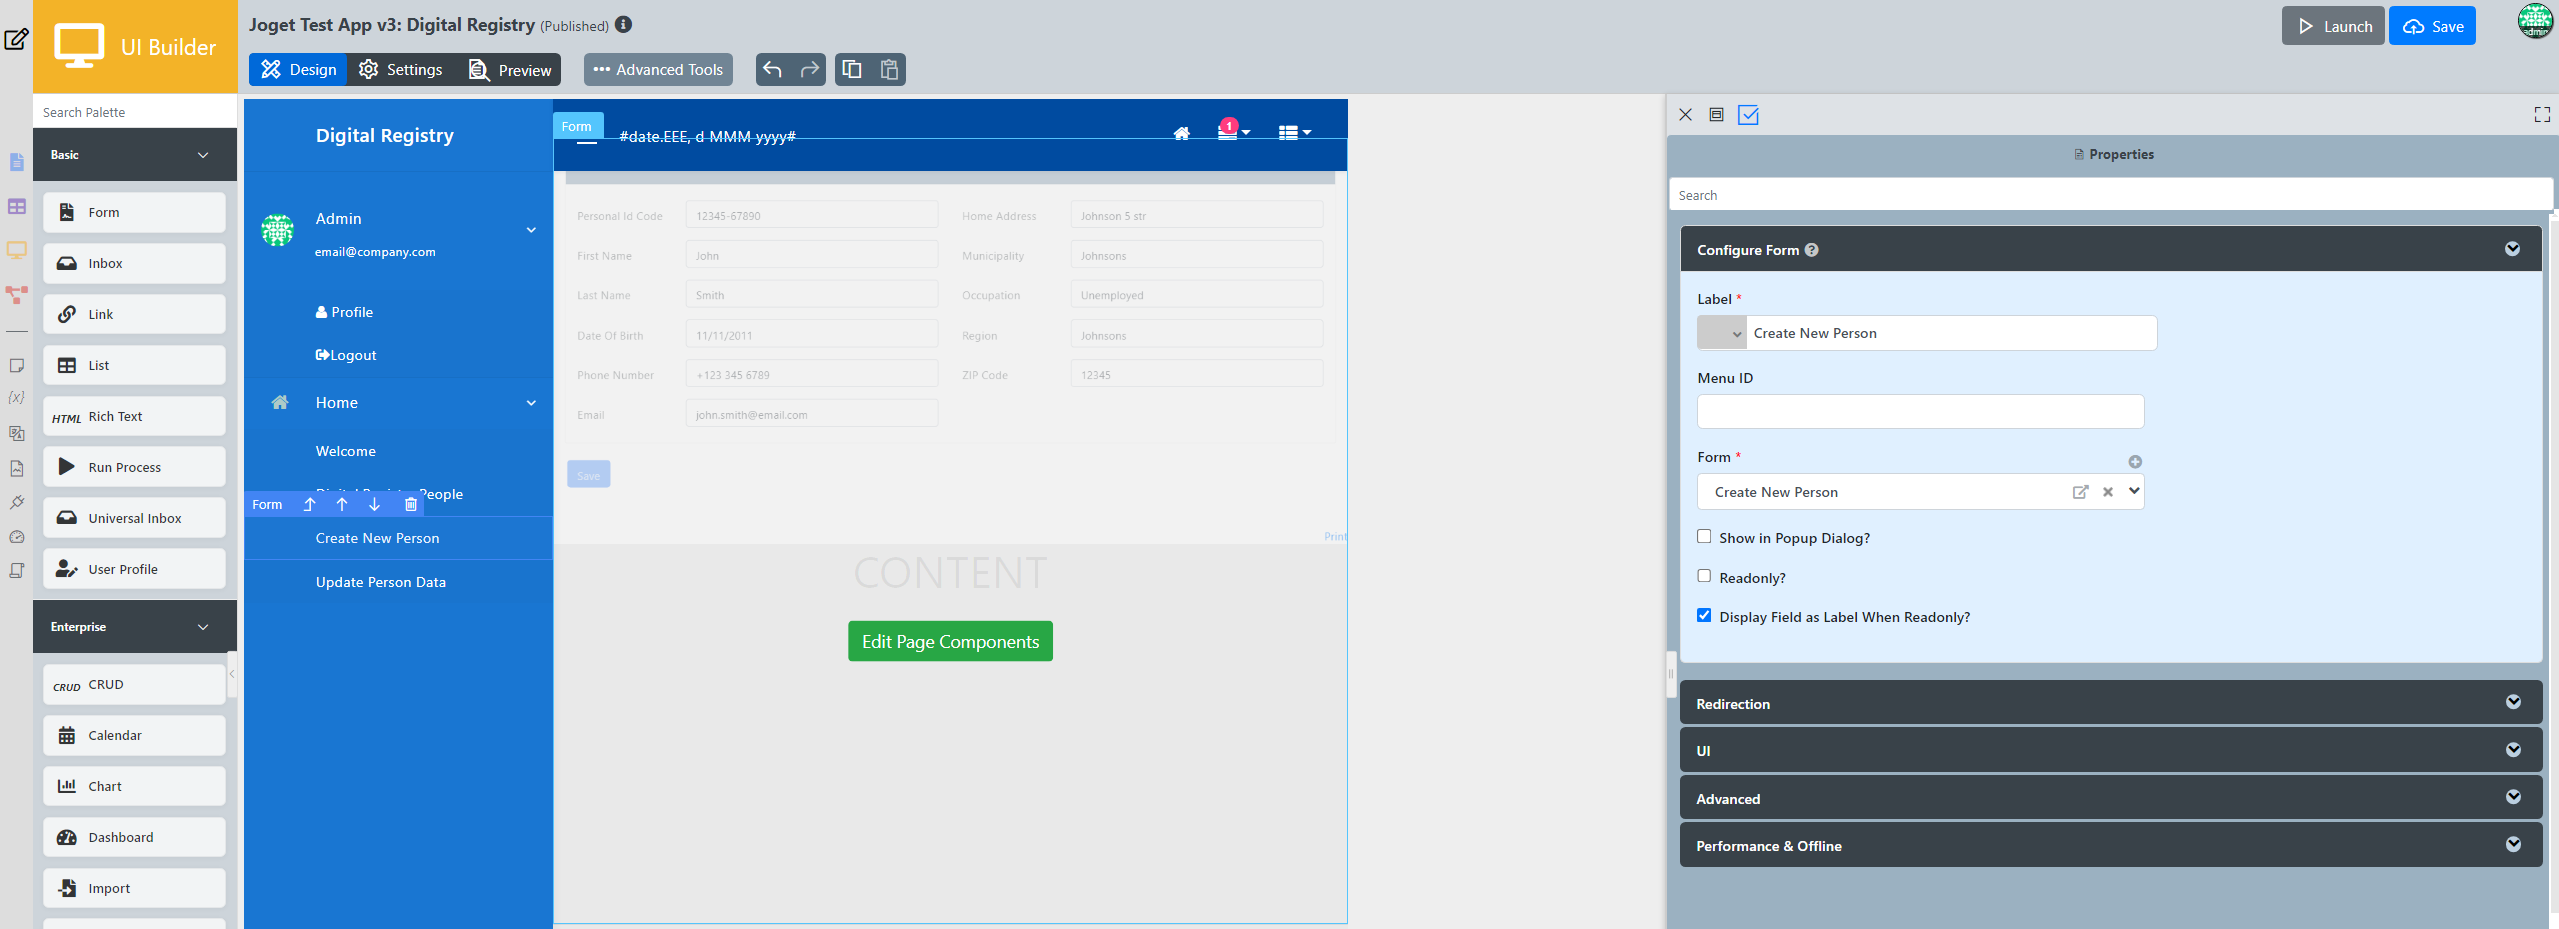 UI Builder
Joget Test App v3: Digital Registry (Published)
Launch
Save
admin
Design
Settings
Preview
Advanced Tools
Search Palette
Basic
Form
Inbox
Link
List
HTML Rich Text
Run Process
Universal Inbox
User Profile
Enterprise
CRUD CRUD
Calendar
Chart
Dashboard
Import
{x}
Digital Registry
Admin
email@company.com
Profile
Logout
Home
Welcome
Digital Registry People
Form
Create New Person
Update Person Data
Form
#date.EEE, d MMM yyyy#
1
Personal Id Code 12345-67890 Home Address Johnson 5 str
First Name John Municipality Johnsons
Last Name Smith Occupation Unemployed
Date Of Birth 11/11/2011 Region Johnsons
Phone Number +123 345 6789 ZIP Code 12345
Email john.smith@email.com
Save
Print
CONTENT
Edit Page Components
Properties
Search
Configure Form
Label *
Create New Person
Menu ID
Form *
Create New Person
Show in Popup Dialog?
Readonly?
Display Field as Label When Readonly?
Redirection
UI
Advanced
Performance & Offline